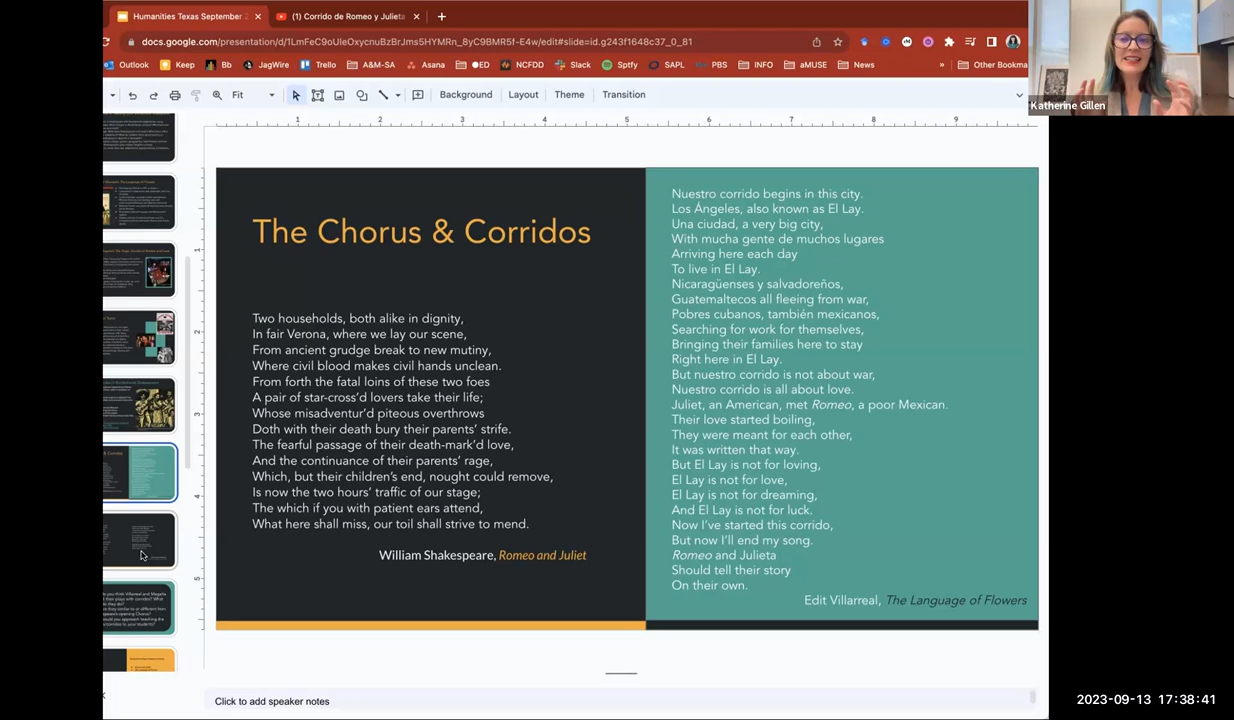 Humanities Texas September 2
(1) Corrido de Romeo y Julieta
docs.google.com/presentation/d/1LmFeC9oUleOxycnuBzBrJms5HYMRn_8yC9BMR5f-E4w/edit#slide=id.g243f1648c37_0_81
Outlook Keep Bb JagWire Trello A&M-SA Asana ED NCFDD Slack Sptfy SAPL PBS INFO aMUSE News » Other Bookma
Fit Background Layout Theme Transition
Katherine Gillen
1 2 3 4 5 6 7 8 9
The Chorus & Corridos
Two households, both alike in dignity,
In fair Verona, where we lay our scene,
From ancient grudge break to new mutiny,
Where civil blood makes civil hands unclean.
From forth the fatal loins of these two foes
A pair of star-cross'd lovers take their life;
Whose misadventur'd piteous overthrows
Doth with their death bury their parents' strife.
The fearful passage of their death-mark'd love,
And the continuance of their parents' rage,
Which, but their children's end, nought could remove,
Is now the two hours' traffic of our stage;
The which if you with patient ears attend,
What here shall miss, our toil shall strive to mend.
William Shakespeare, Romeo and Juliet
Nuestro corrido begins in this city.
Los Ángeles, also known as El Lay.
Una ciudad, a very big city,
With mucha gente de muchos lugares
Arriving here each day
To live in El Lay.
Nicaragüenses y salvadoreños,
Guatemaltecos all fleeing from war,
Pobres cubanos, también mexicanos,
Searching for work for themselves,
Bringing their families here to stay
Right here in El Lay.
But nuestro corrido is not about war,
Nuestro corrido is all about love.
Juliet, an American, met Romeo, a poor Mexican.
Their love started boiling,
They were meant for each other,
It was written that way.
But El Lay is not for loving,
El Lay is not for love,
El Lay is not for dreaming,
And El Lay is not for luck.
Now I've started this corrido,
But now I'll end my song.
Romeo and Julieta
Should tell their story
On their own.
Edit Villarreal, The Language of Flowers
1 2 3 4 5
Click to add speaker notes
2023-09-13 17:38:41